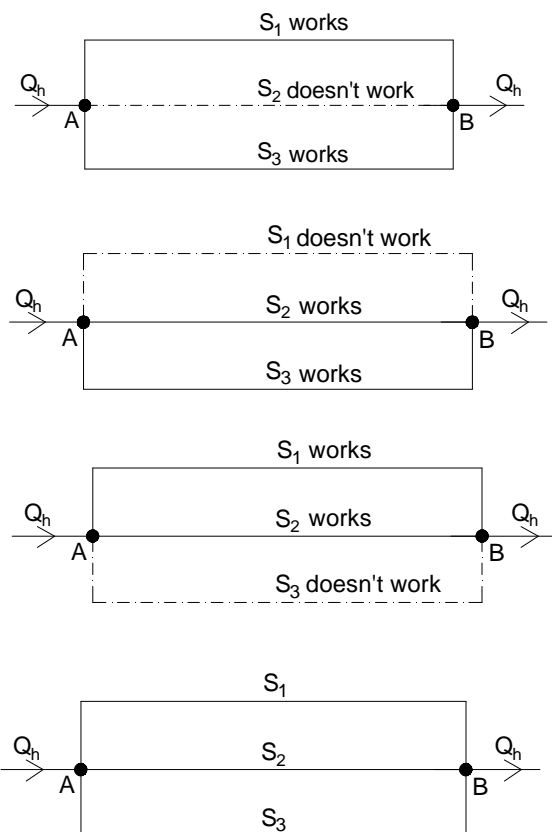 S₁ works
Qₕ Qₕ
S₂ doesn't work
A B
S₃ works
S₁ doesn't work
Qₕ Qₕ
S₂ works
A B
S₃ works
S₁ works
Qₕ Qₕ
S₂ works
A B
S₃ doesn't work
S₁
Qₕ Qₕ
S₂
A B
S₃